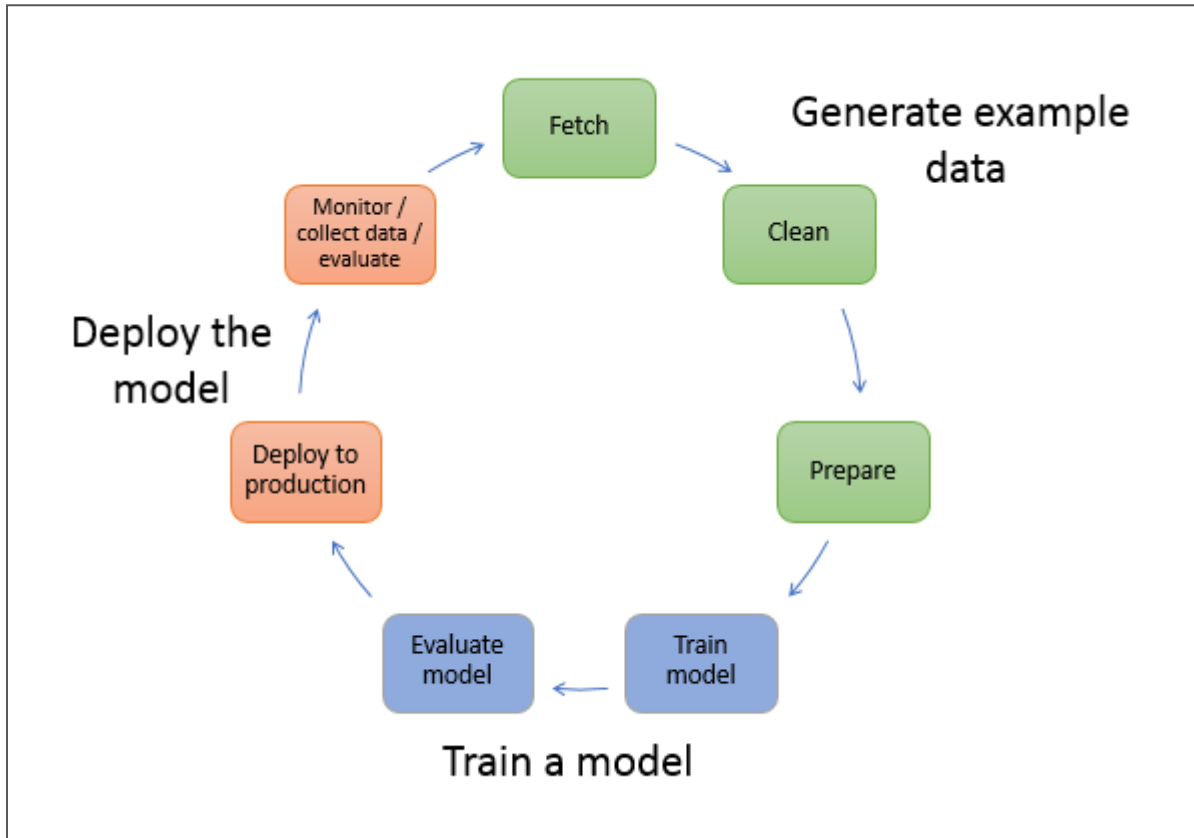 Fetch
Generate example
data
Clean
Prepare
Train
model
Train a model
Evaluate
model
Deploy to
production
Deploy the
model
Monitor /
collect data /
evaluate